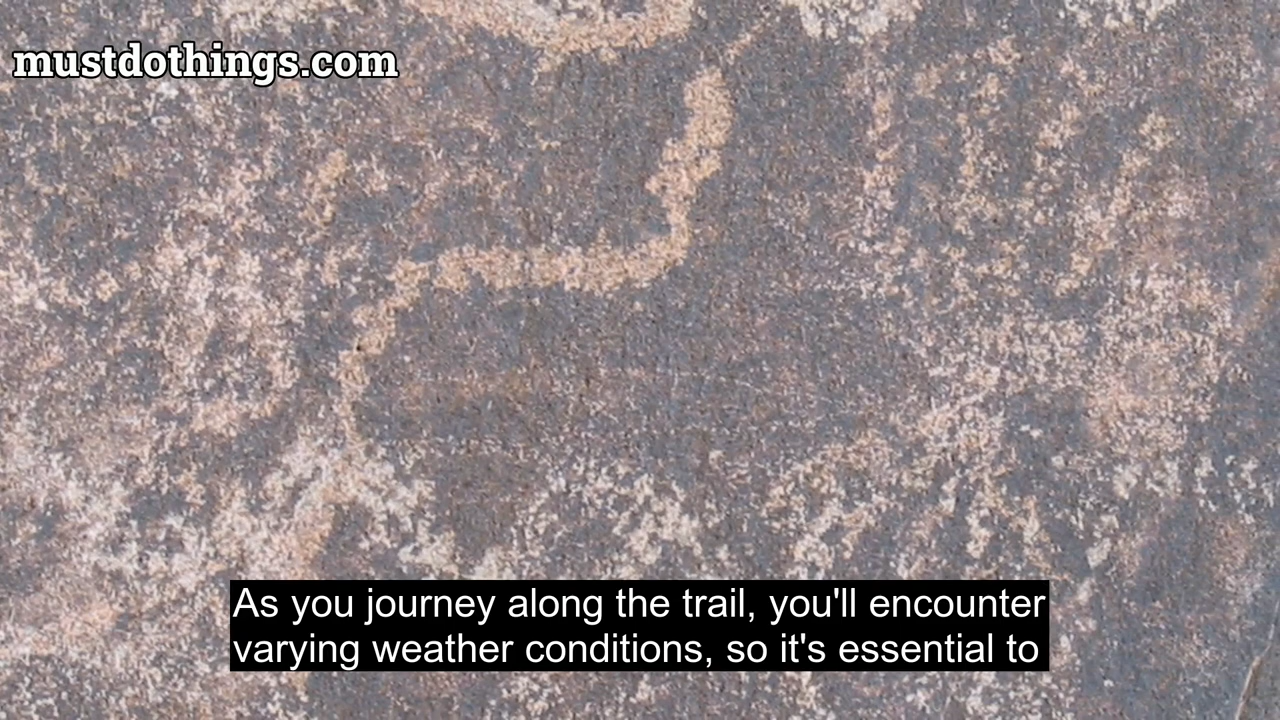 mustdothings.com
As you journey along the trail, you'll encounter
varying weather conditions, so it's essential to